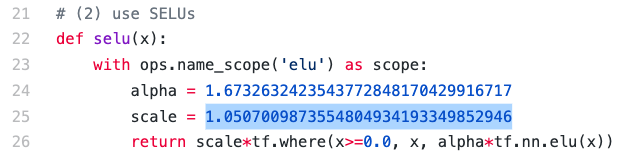 21 # (2) use SELUs
22 def selu(x):
23 with ops.name_scope('elu') as scope:
24 alpha = 1.6732632423543772848170429916717
25 scale = 1.0507009873554804934193349852946
26 return scale*tf.where(x>=0.0, x, alpha*tf.nn.elu(x))